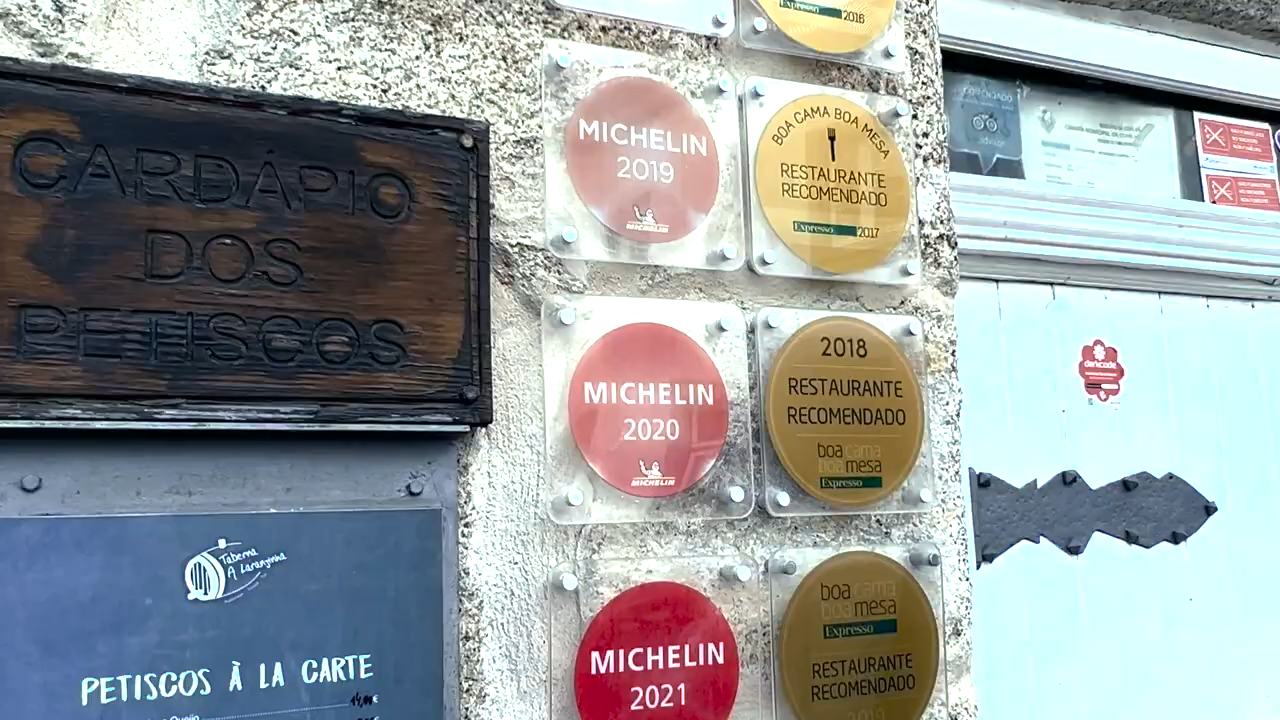 CARDÁPIO
DOS
PETISCOS
Taberna
A Laranjinha
PETISCOS À LA CARTE
Expresso 2016
MICHELIN
2019
MICHELIN
BOA CAMA BOA MESA
RESTAURANTE
RECOMENDADO
Expresso 2017
MICHELIN
2020
MICHELIN
2018
RESTAURANTE
RECOMENDADO
boa cama
boa mesa
Expresso
MICHELIN
2021
boa cama
boa mesa
Expresso
RESTAURANTE
RECOMENDADO